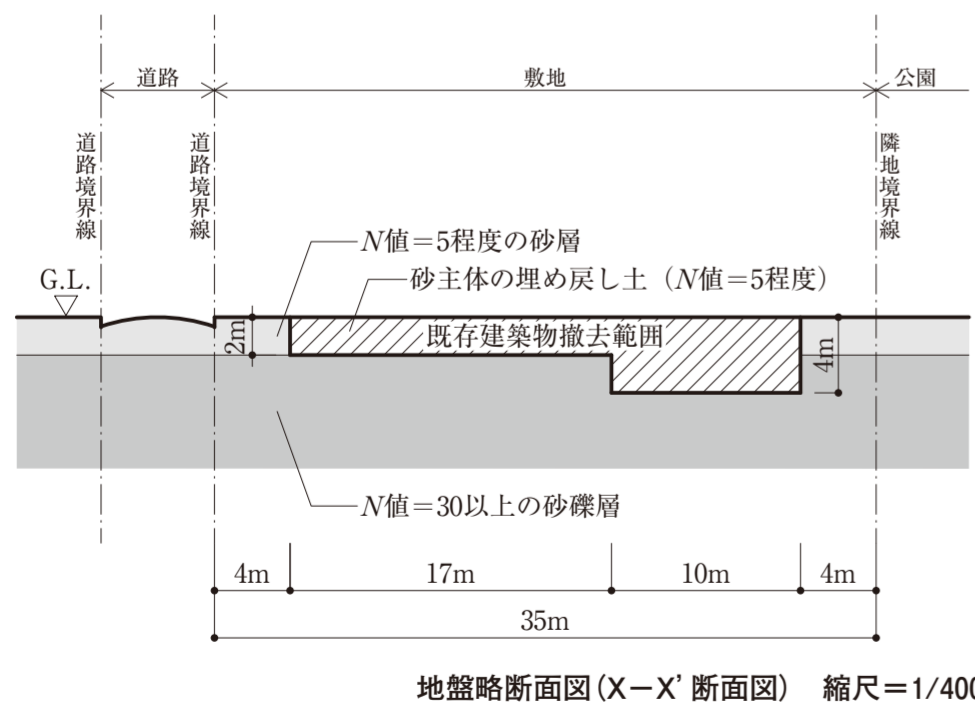 道路
敷地
公園
道路境界線
道路境界線
隣地境界線
N値=5程度の砂層
砂主体の埋め戻し土（N値=5程度）
G.L.
既存建築物撤去範囲
2m
4m
N値=30以上の砂礫層
4m
17m
10m
4m
35m
地盤略断面図（X－X’断面図） 縮尺=1/400